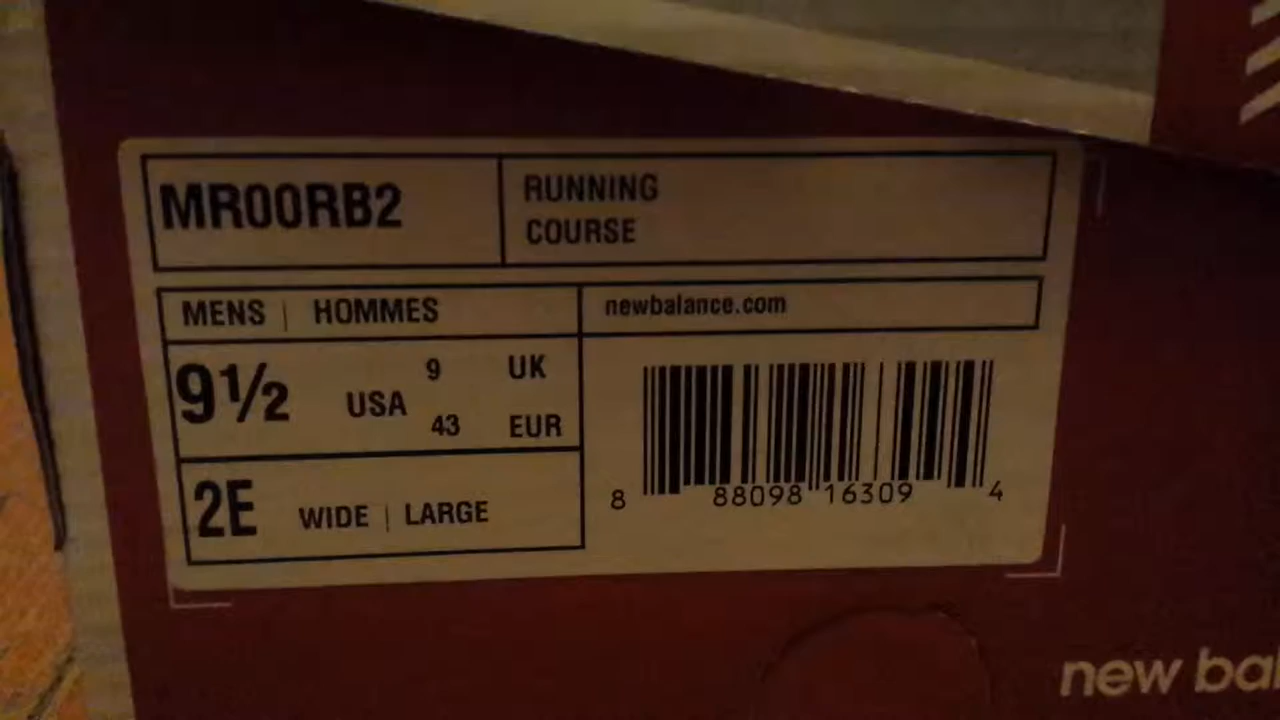 MR00RB2
RUNNING
COURSE
MENS | HOMMES
newbalance.com
9½ USA
9 UK
43 EUR
2E WIDE | LARGE
8 88098 16309 4
new bal